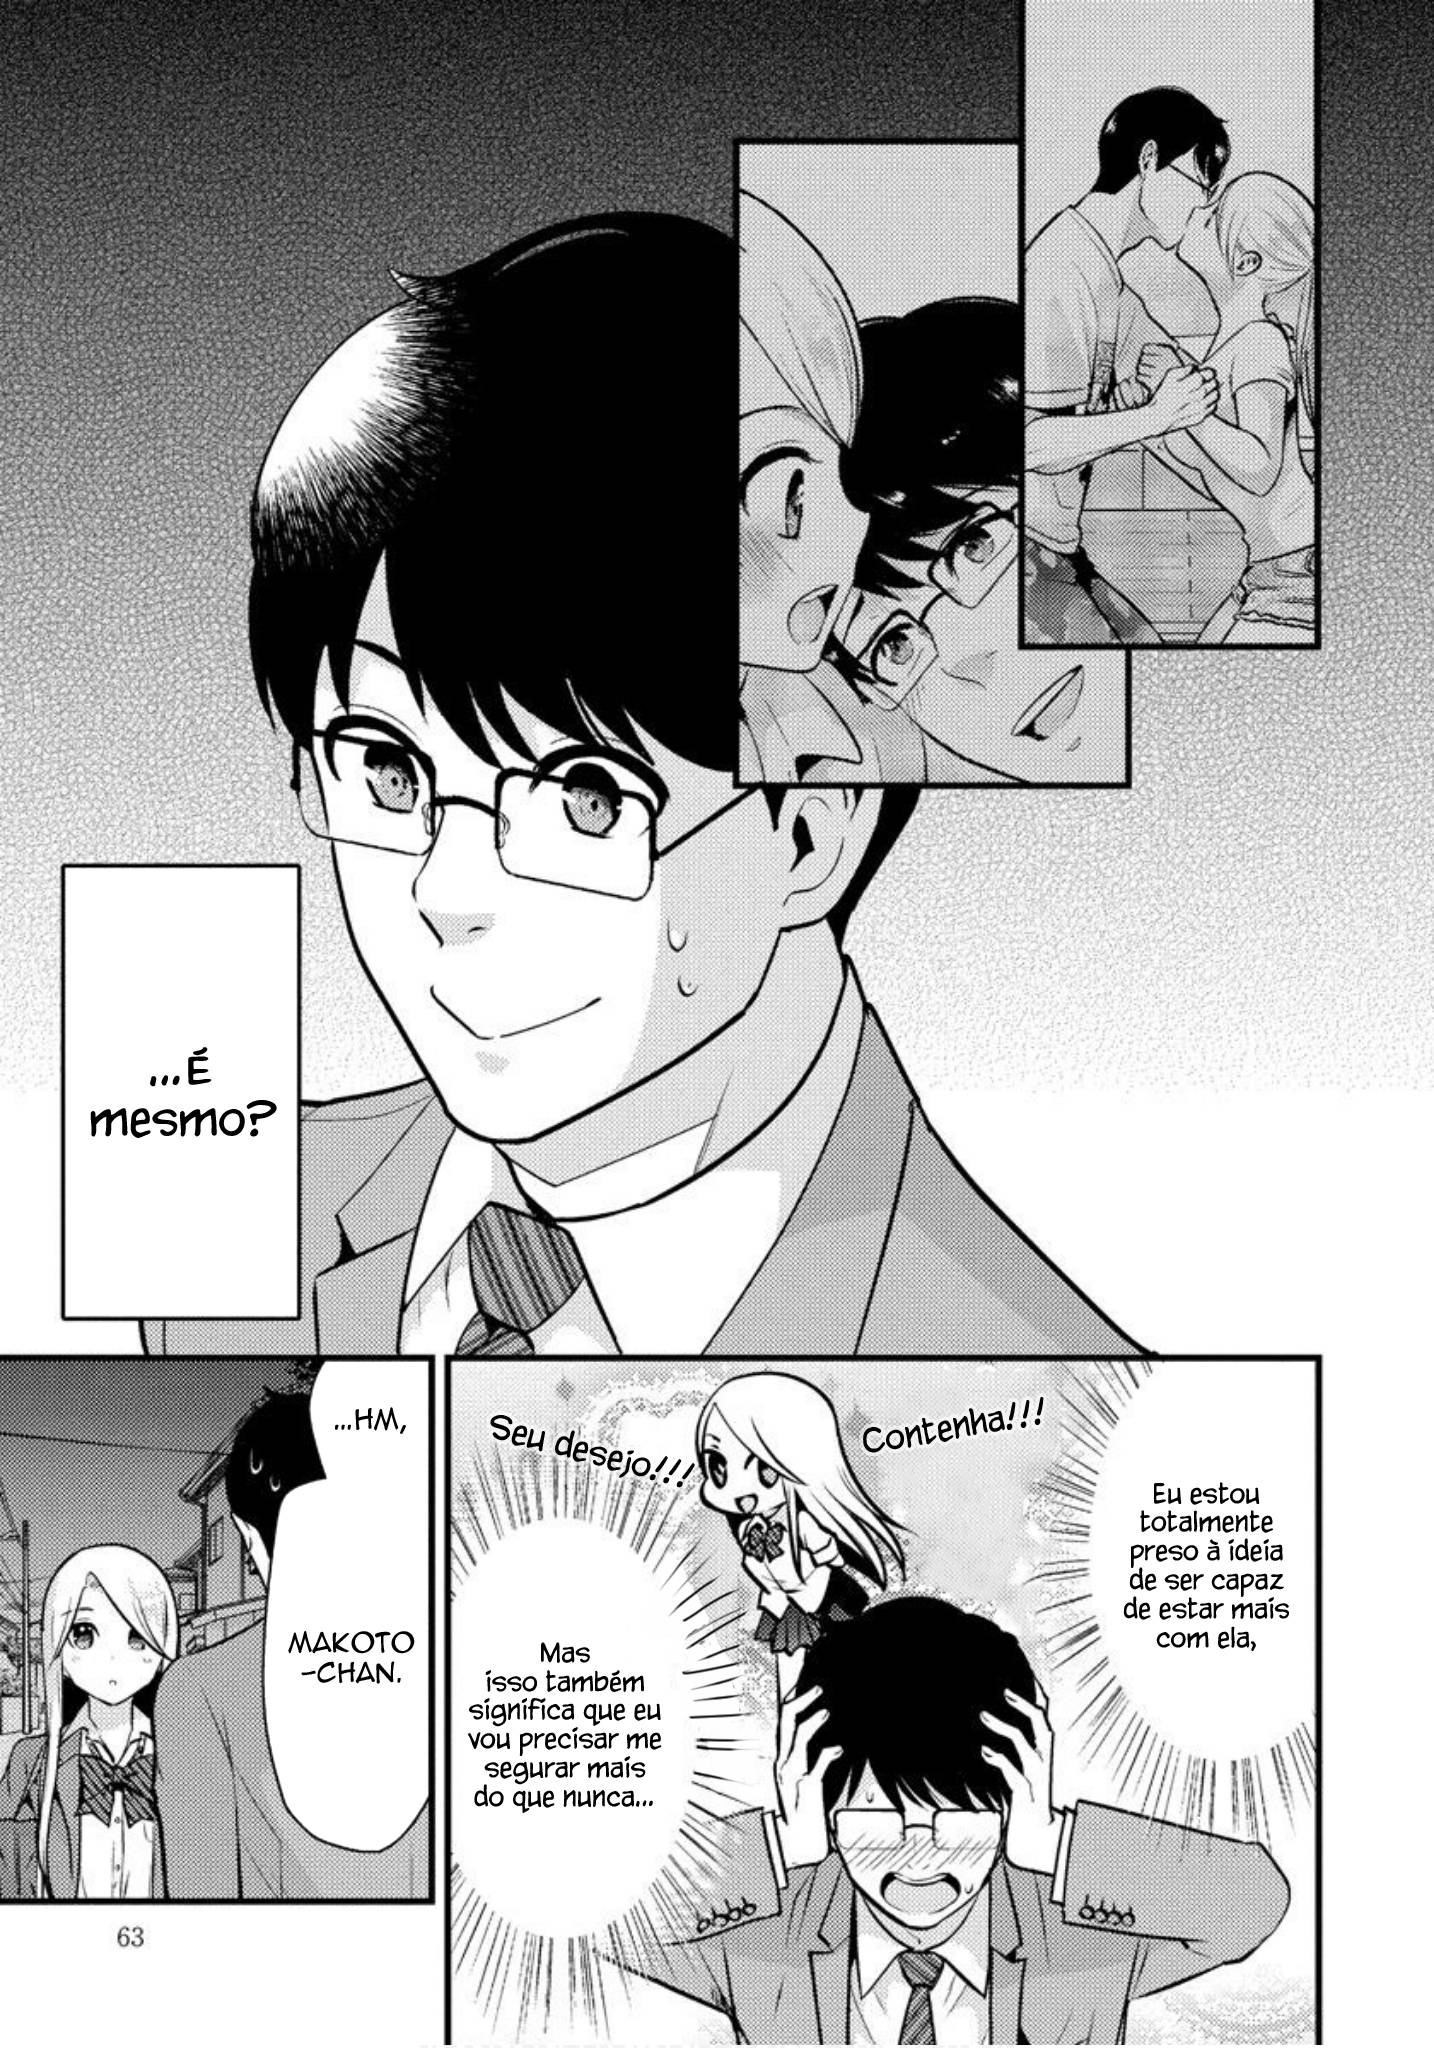 ...É
mesmo?
Eu estou
totalmente
preso à ideia
de ser capaz
de estar mais
com ela,
Contenha!!!
Seu desejo!!!
Mas
isso também
significa que eu
vou precisar me
segurar mais
do que nunca...
...HM,
MAKOTO
-CHAN.
63